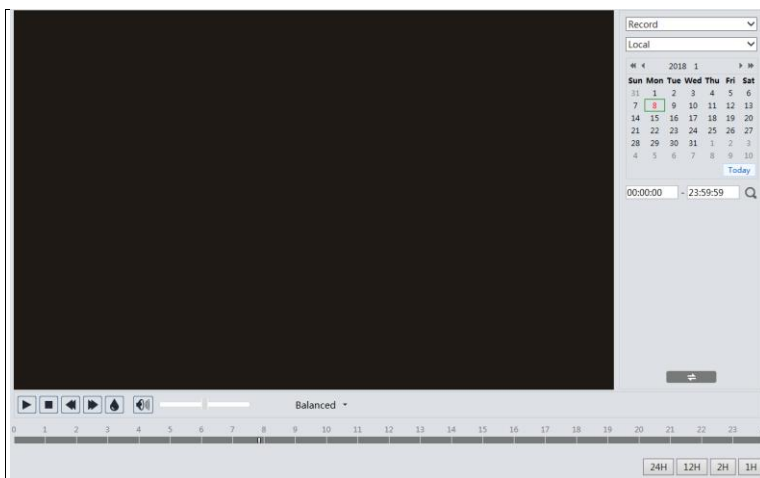 Record
Local
2018 1
Sun Mon Tue Wed Thu Fri Sat
31 1 2 3 4 5 6
7 8 9 10 11 12 13
14 15 16 17 18 19 20
21 22 23 24 25 26 27
28 29 30 31 1 2 3
4 5 6 7 8 9 10
Today
00:00:00 - 23:59:59
Balanced
0 1 2 3 4 5 6 7 8 9 10 11 12 13 14 15 16 17 18 19 20 21 22 23
24H 12H 2H 1H